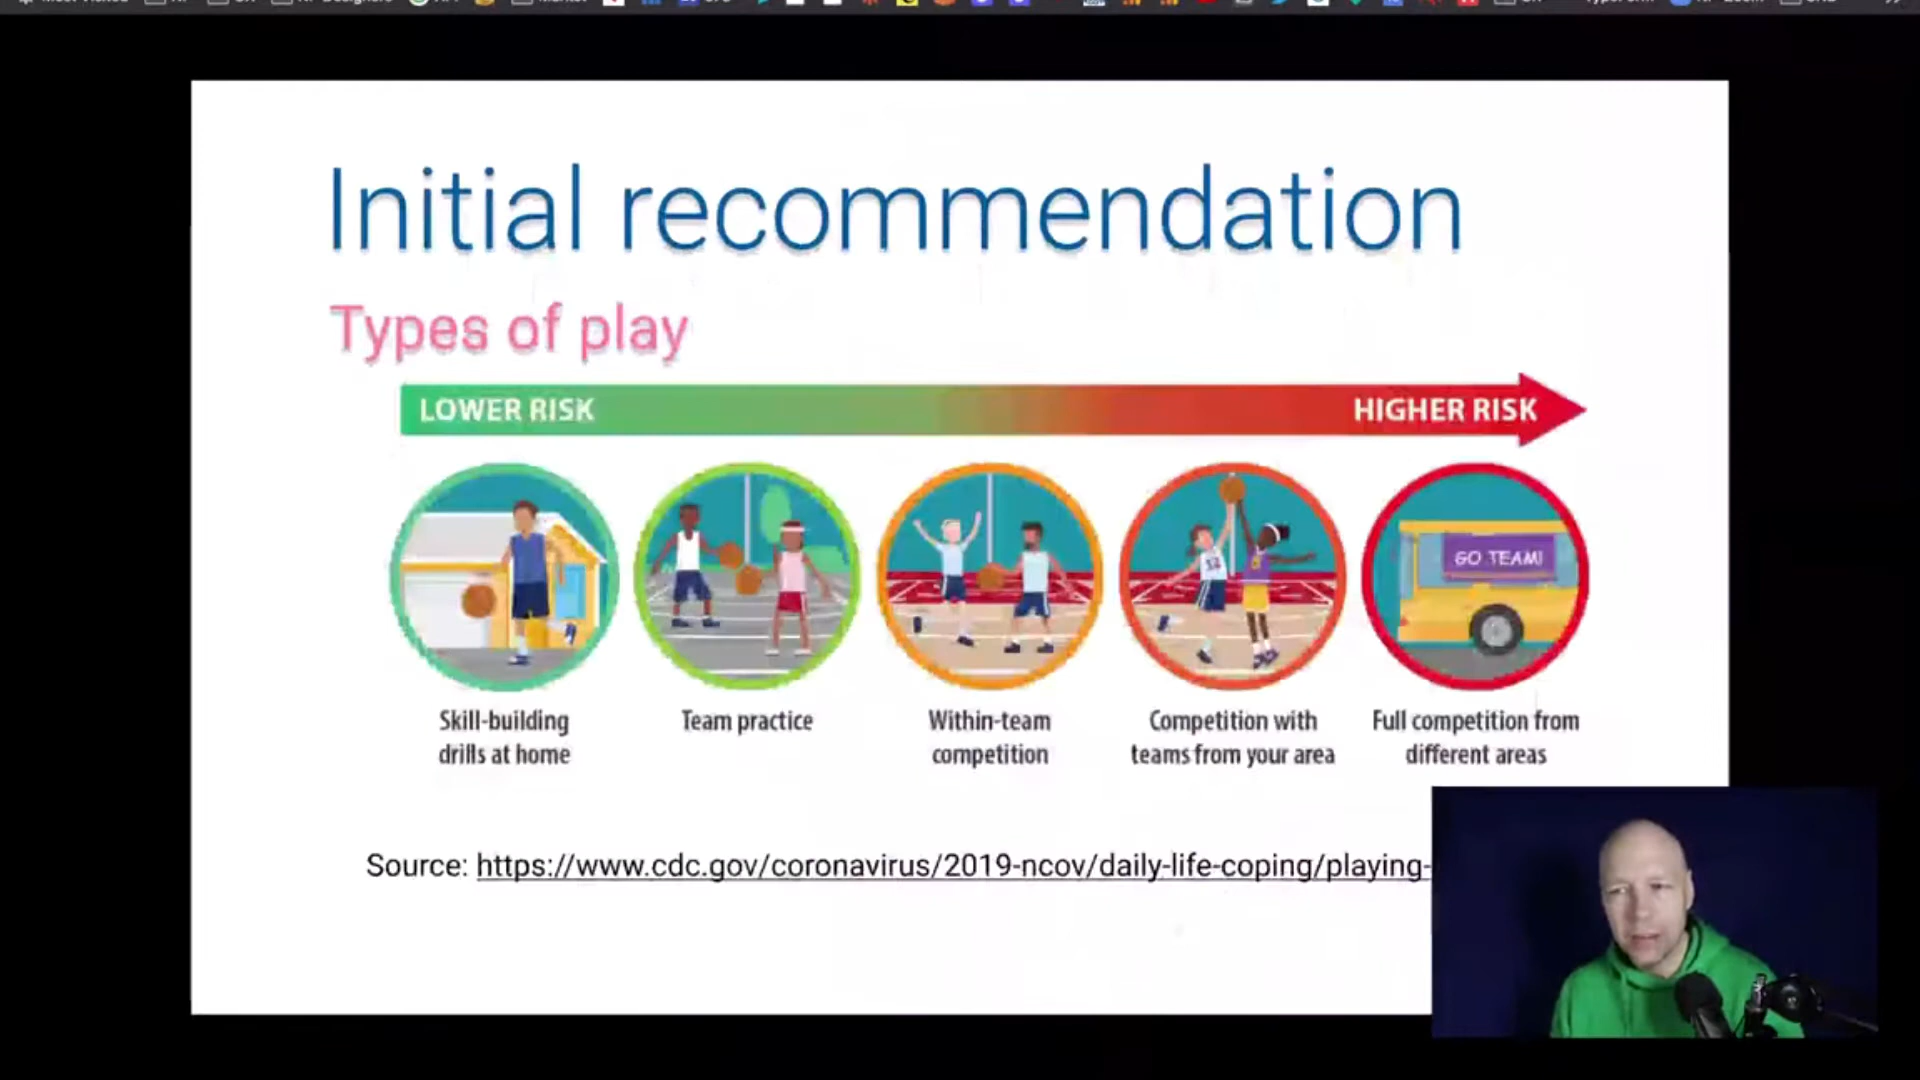 Most Visited
Initial recommendation
Types of play
LOWER RISK
HIGHER RISK
GO TEAM!
Skill-building
drills at home
Team practice
Within-team
competition
Competition with
teams from your area
Full competition from
different areas
Source: https://www.cdc.gov/coronavirus/2019-ncov/daily-life-coping/playing-